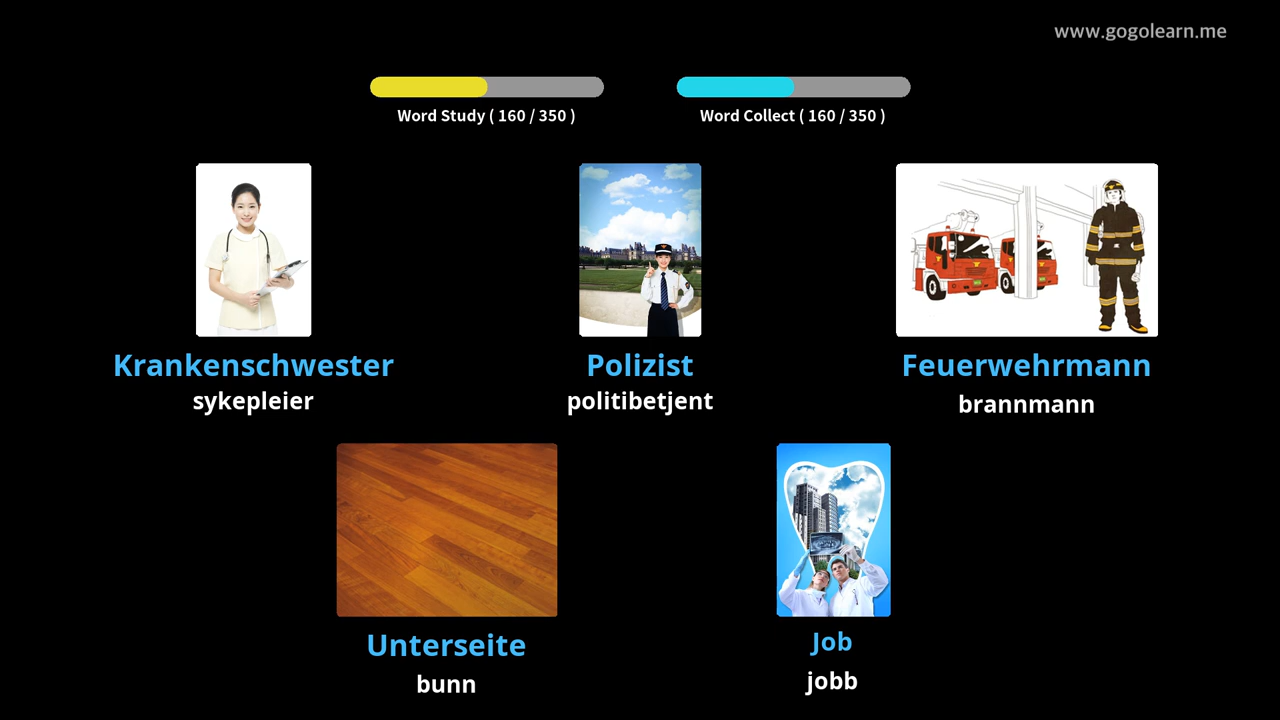 www.gogolearn.me
Word Study ( 160 / 350 )
Word Collect ( 160 / 350 )
Krankenschwester
sykepleier
Polizist
politibetjent
Feuerwehrmann
brannmann
Unterseite
bunn
Job
jobb